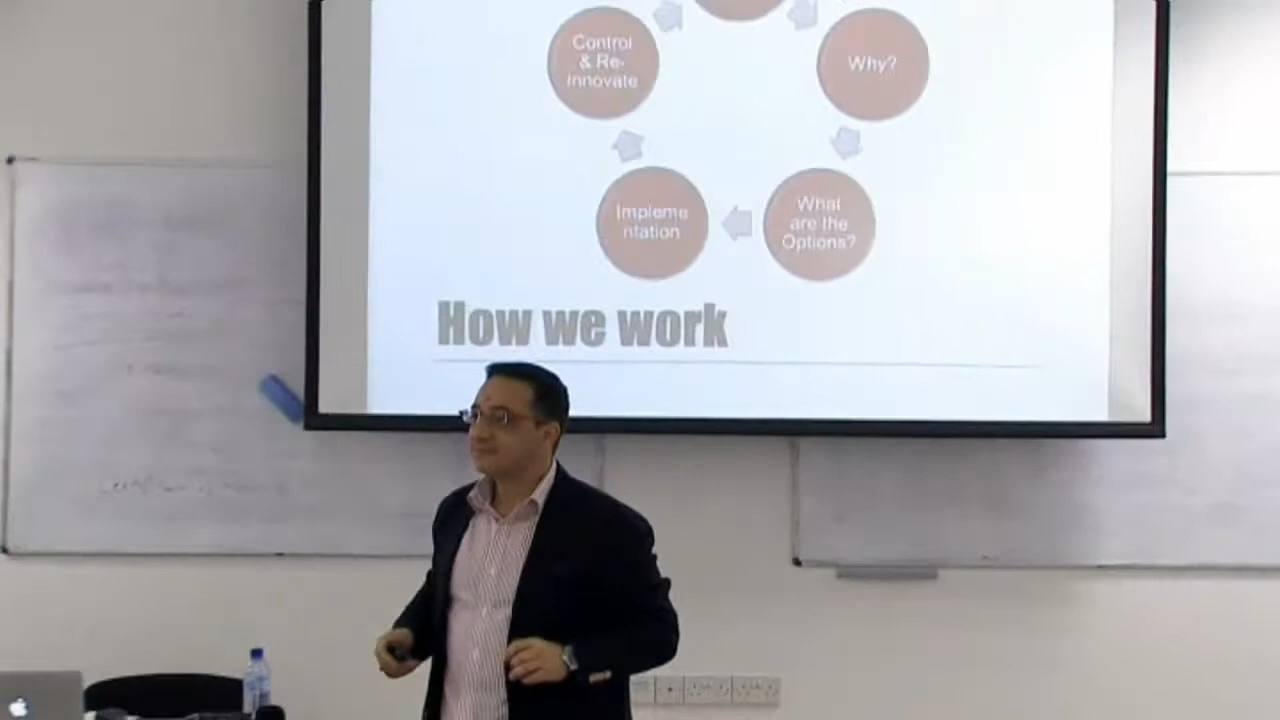 Control
& Re-
innovate
Why?
What
are the
Options?
Impleme
ntation
How we work